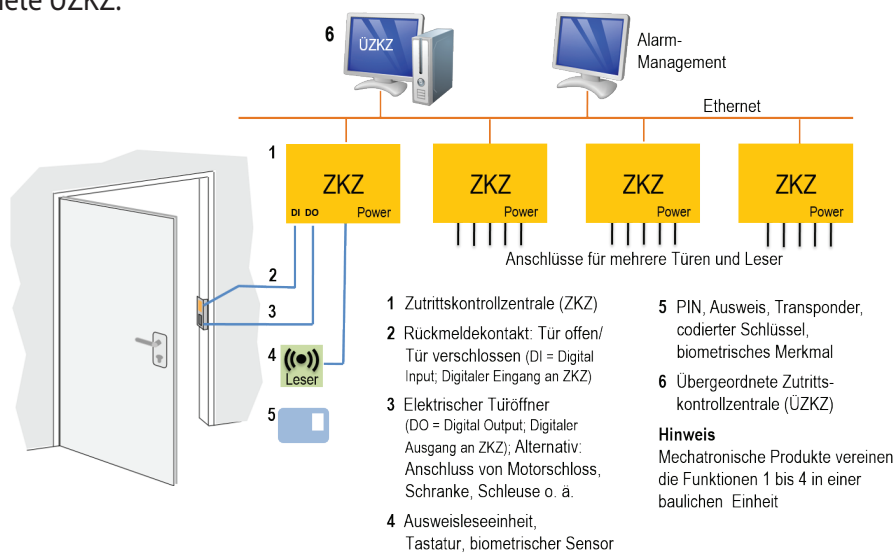 nete ÜZKZ.
6
ÜZKZ
Alarm-
Management
Ethernet
1
ZKZ
DI DO
Power
ZKZ
Power
ZKZ
Power
ZKZ
Power
Anschlüsse für mehrere Türen und Leser
2
3
4
Leser
5
1 Zutrittskontrollzentrale (ZKZ)
2 Rückmeldekontakt: Tür offen/
Tür verschlossen (DI = Digital
Input; Digitaler Eingang an ZKZ)
3 Elektrischer Türöffner
(DO = Digital Output; Digitaler
Ausgang an ZKZ); Alternativ:
Anschluss von Motorschloss,
Schranke, Schleuse o. ä.
4 Ausweisleseeinheit,
Tastatur, biometrischer Sensor
5 PIN, Ausweis, Transponder,
codierter Schlüssel,
biometrisches Merkmal
6 Übergeordnete Zutritts-
kontrollzentrale (ÜZKZ)
Hinweis
Mechatronische Produkte vereinen
die Funktionen 1 bis 4 in einer
baulichen Einheit